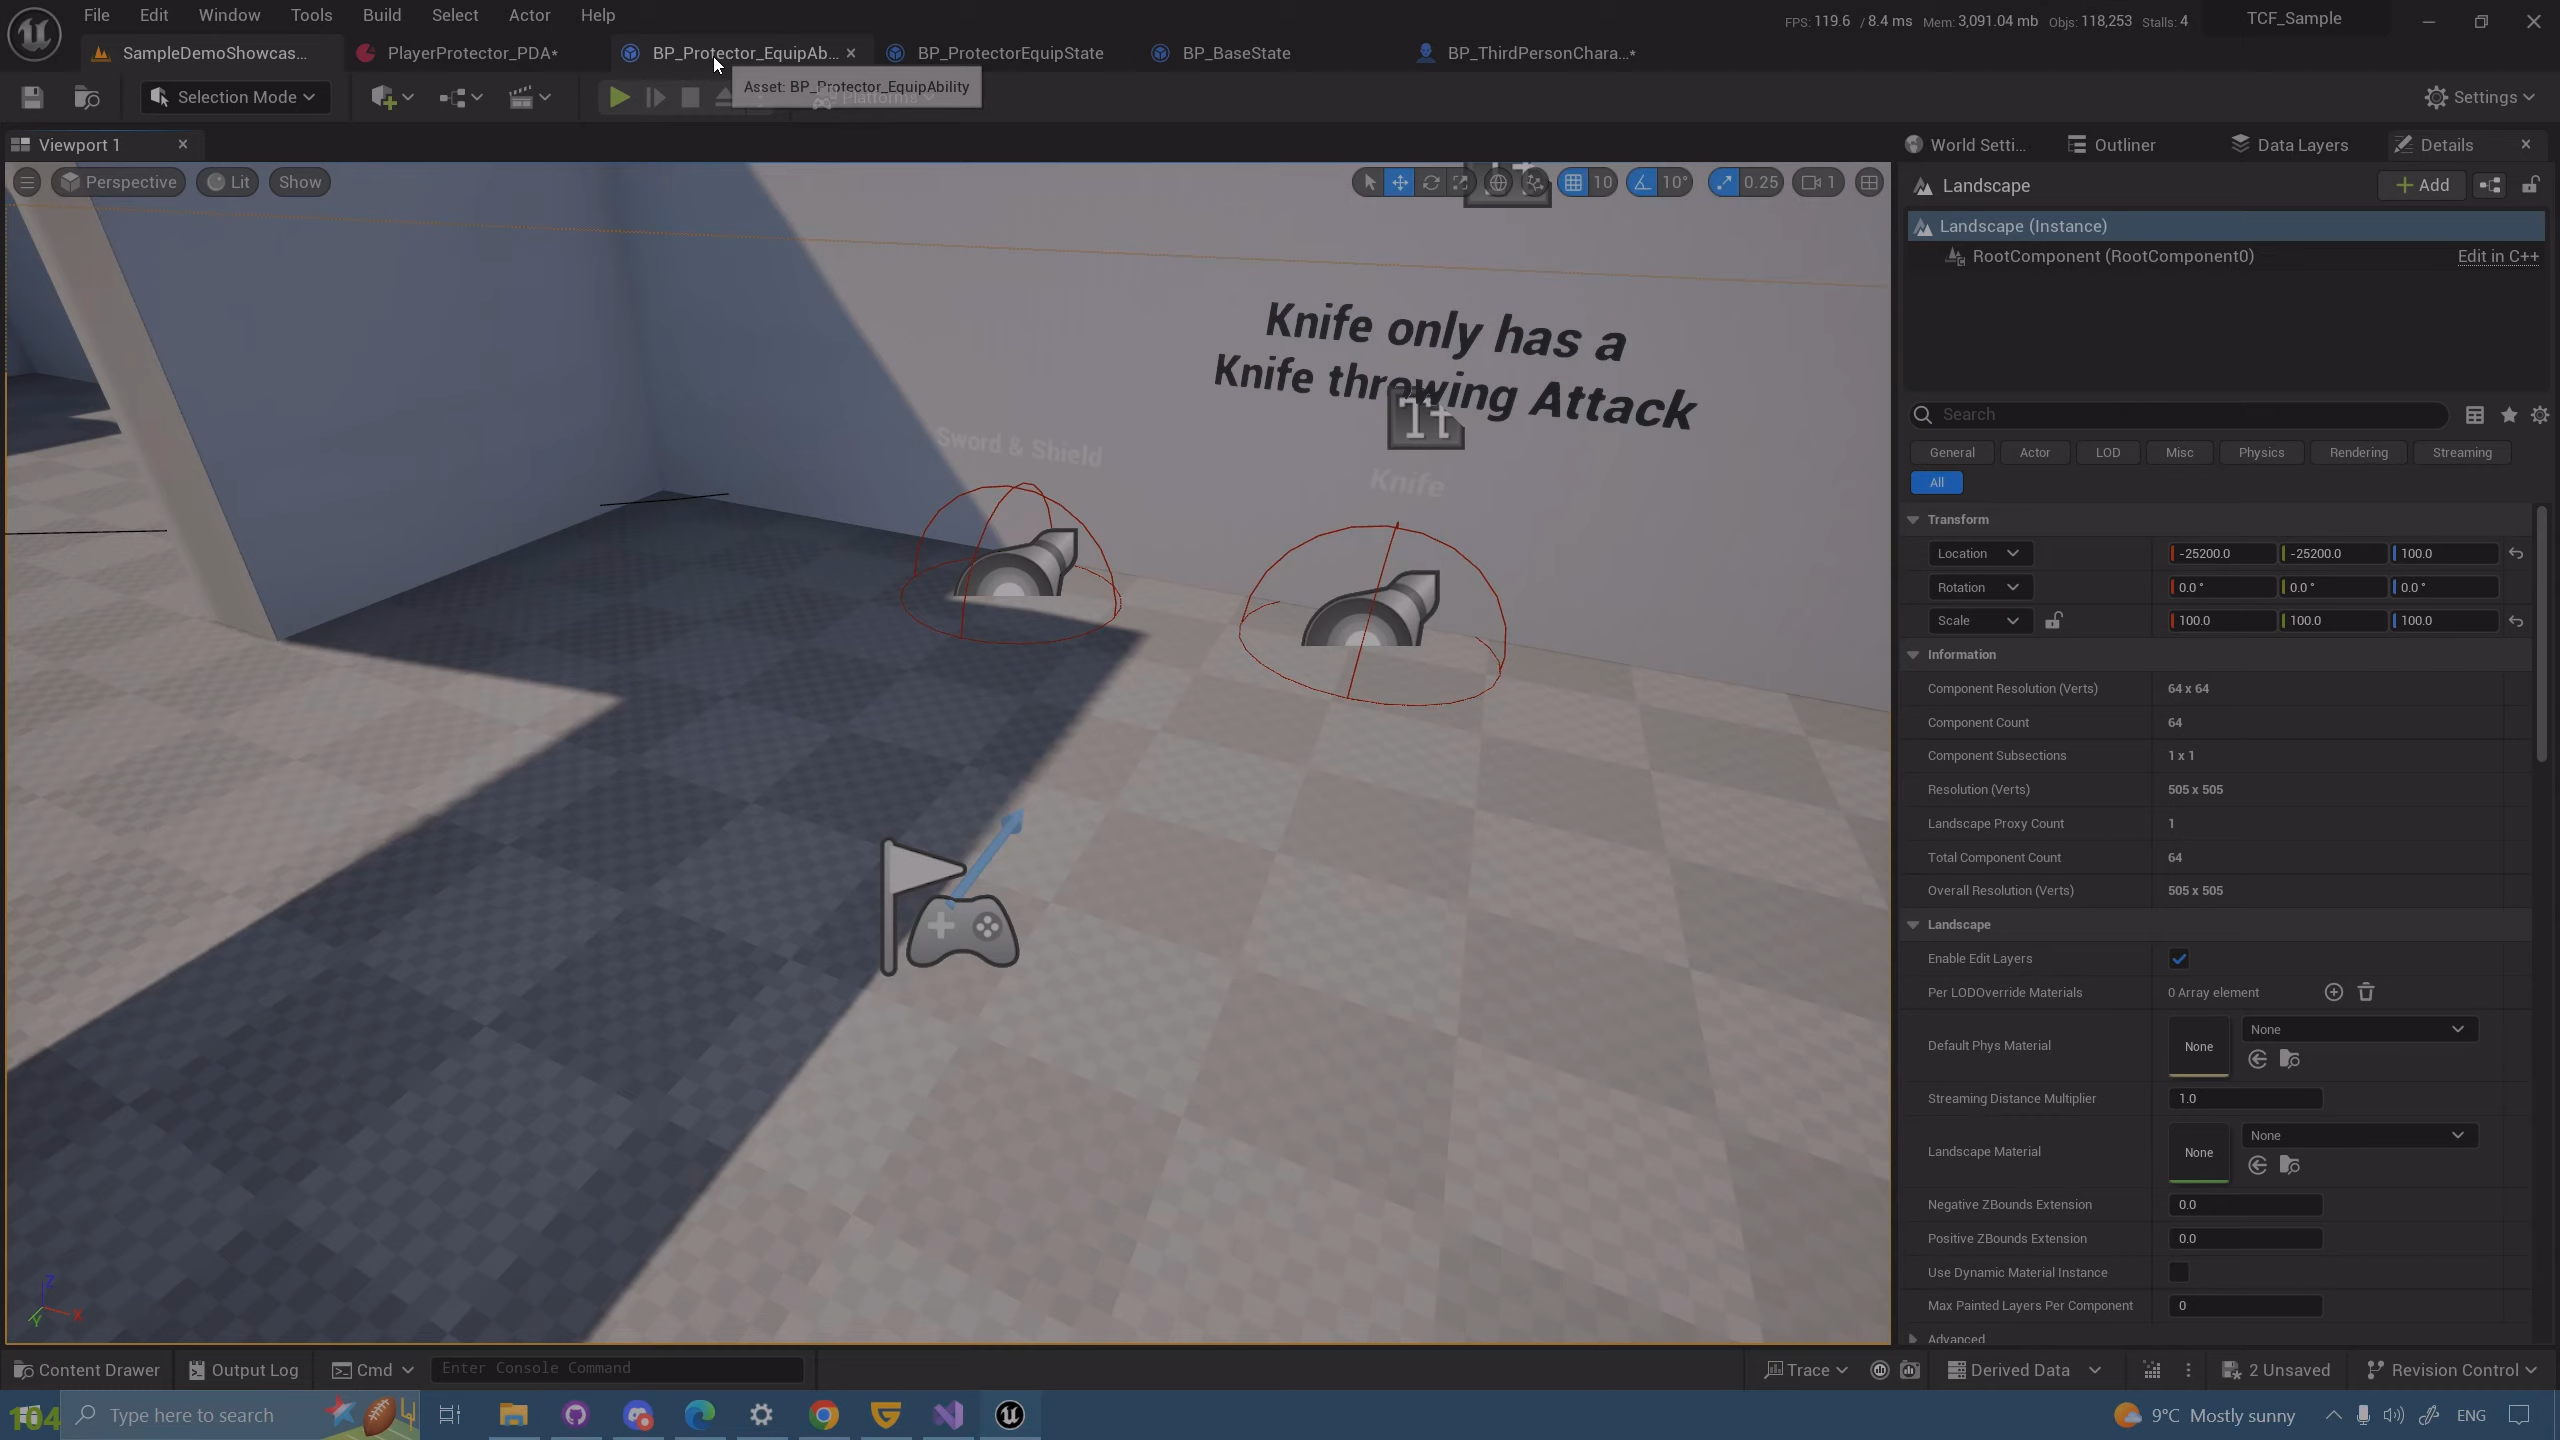 File Edit Window Tools Build Select Actor Help
FPS: 119.6 / 8.4 ms Mem: 3,091.04 mb Objs: 118,253 Stalls: 4
TCF_Sample
SampleDemoShowcas...
PlayerProtector_PDA*
BP_Protector_EquipAb...
BP_ProtectorEquipState
BP_BaseState
BP_ThirdPersonChara...*
Asset: BP_Protector_EquipAbility
Selection Mode
Platforms
Settings
Viewport 1
World Setti...
Outliner
Data Layers
Details
Perspective
Lit
Show
10
10°
0.25
1
Landscape
Add
Landscape (Instance)
RootComponent (RootComponent0)
Edit in C++
Search
General Actor LOD Misc Physics Rendering Streaming
All
Knife only has a
Knife throwing Attack
Tt
Sword & Shield
Knife
Transform
Location -25200.0 -25200.0 100.0
Rotation 0.0 ° 0.0 ° 0.0 °
Scale 100.0 100.0 100.0
Information
Component Resolution (Verts) 64 x 64
Component Count 64
Component Subsections 1 x 1
Resolution (Verts) 505 x 505
Landscape Proxy Count 1
Total Component Count 64
Overall Resolution (Verts) 505 x 505
Landscape
Enable Edit Layers
Per LODOverride Materials 0 Array element
Default Phys Material None None
Streaming Distance Multiplier 1.0
Landscape Material None None
Negative ZBounds Extension 0.0
Positive ZBounds Extension 0.0
Use Dynamic Material Instance
Max Painted Layers Per Component 0
Advanced
Z
X
Y
Content Drawer
Output Log
Cmd
Enter Console Command
Trace
Derived Data
2 Unsaved
Revision Control
104
Type here to search
9°C Mostly sunny
ENG